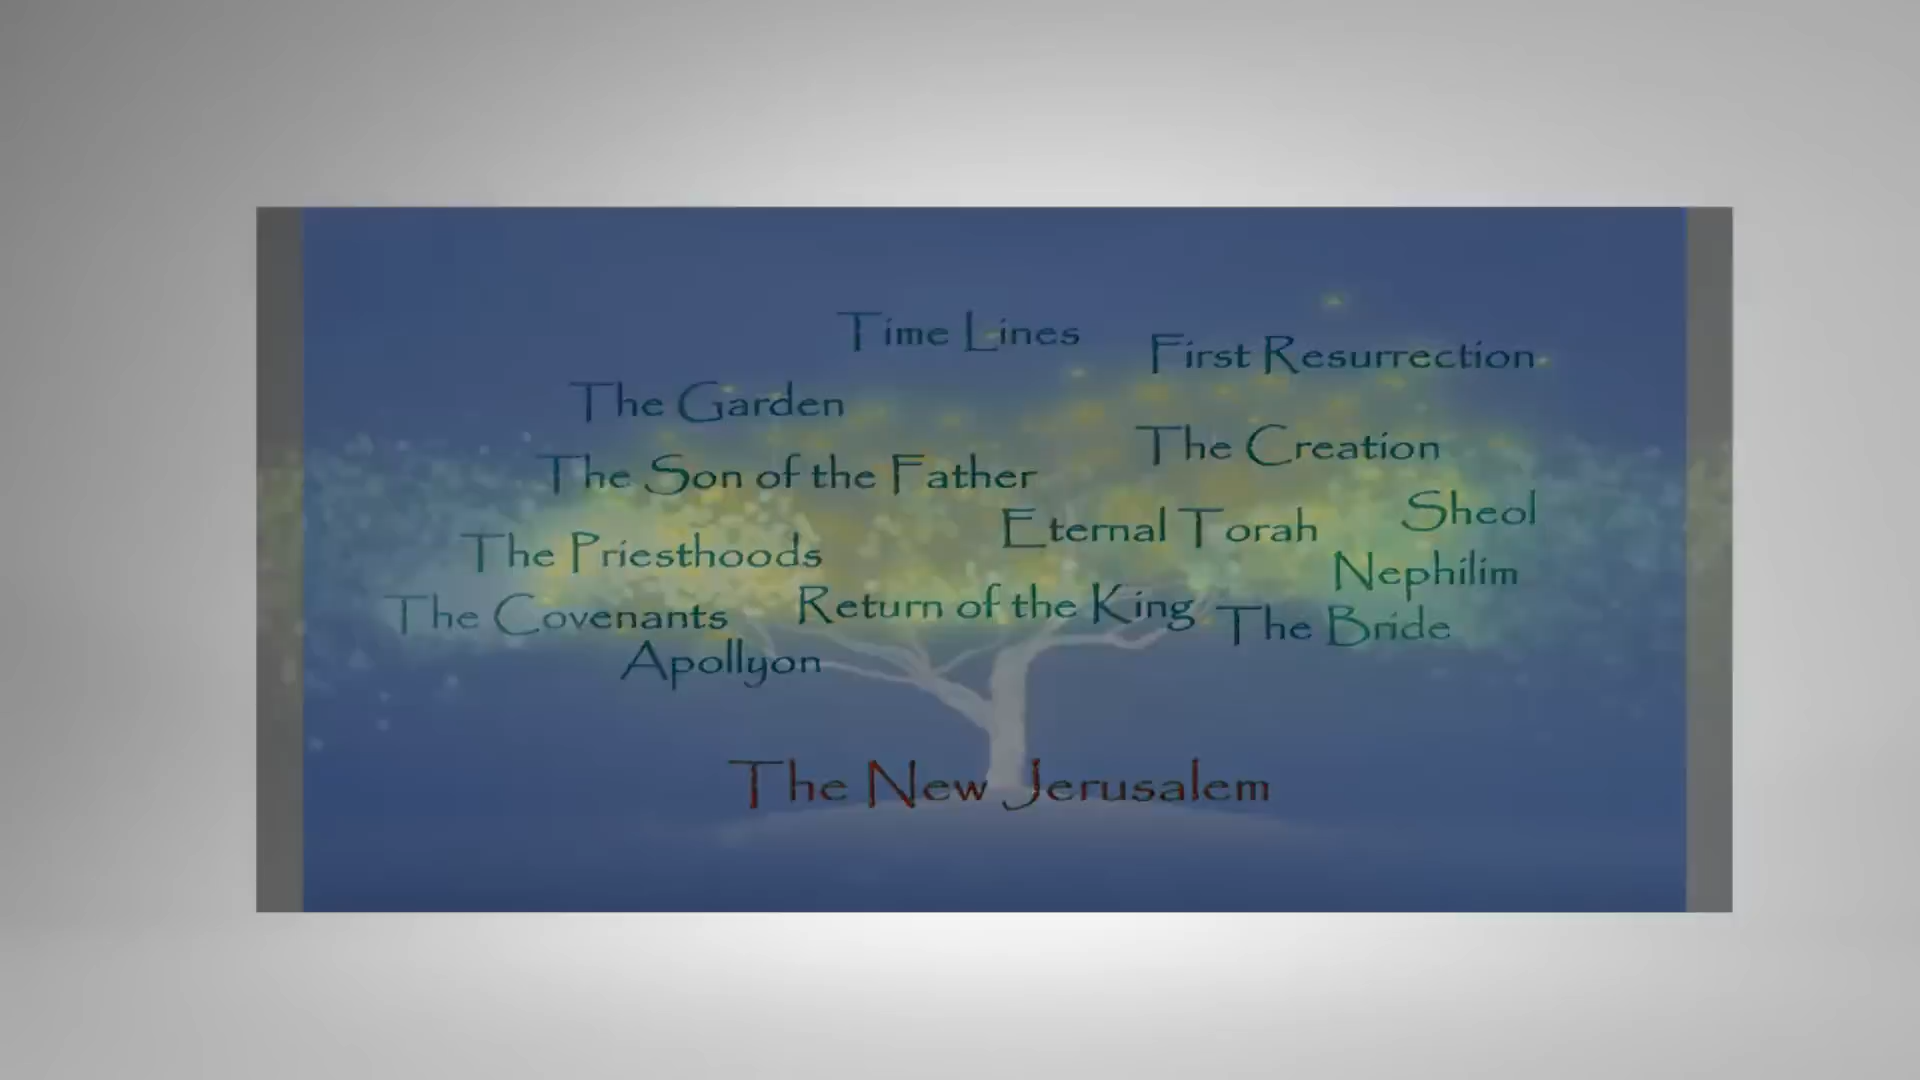 Time Lines
First Resurrection
The Garden
The Creation
The Son of the Father
Sheol
Eternal Torah
The Priesthoods
Nephilim
Return of the King
The Covenants
The Bride
Apollyon
The New Jerusalem